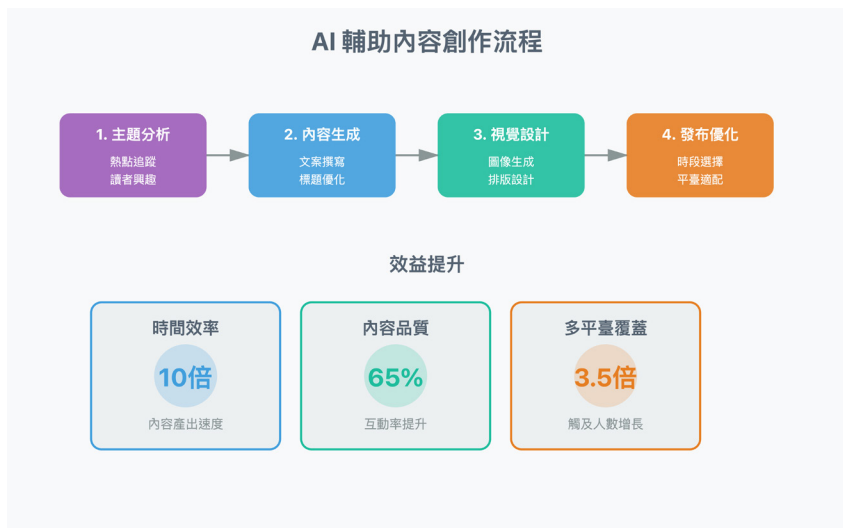 AI 輔助內容創作流程
1. 主題分析
熱點追蹤
讀者興趣
2. 內容生成
文案撰寫
標題優化
3. 視覺設計
圖像生成
排版設計
4. 發布優化
時段選擇
平臺適配
效益提升
時間效率
10倍
內容產出速度
內容品質
65%
互動率提升
多平臺覆蓋
3.5倍
觸及人數增長